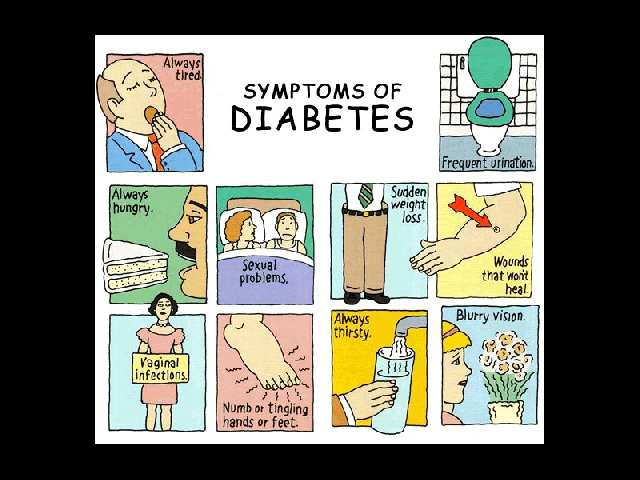 SYMPTOMS OF
DIABETES
Always
tired.
Frequent urination.
Always
hungry.
Sexual
problems.
Sudden
weight
loss.
Wounds
that won't
heal.
Vaginal
infections.
Numb or tingling
hands or feet.
Always
thirsty.
Blurry vision.